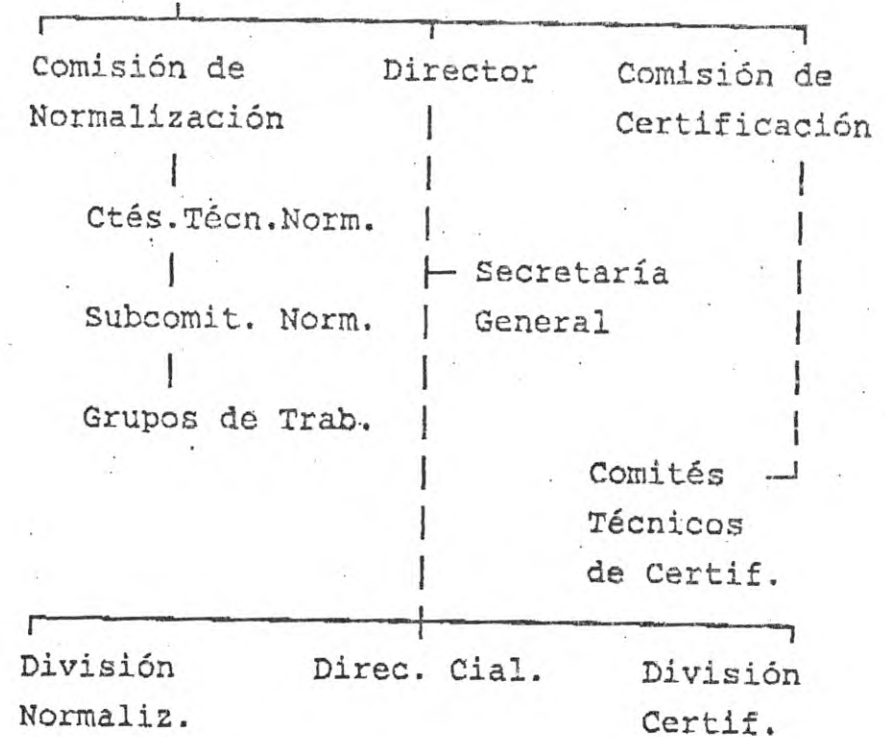 Comisión de Director Comisión de
Normalización Certificación
Ctés.Técn.Norm.
Secretaría
Subcomit. Norm. General
Grupos de Trab.
Comités
Técnicos
de Certif.
División Direc. Cial. División
Normaliz. Certif.